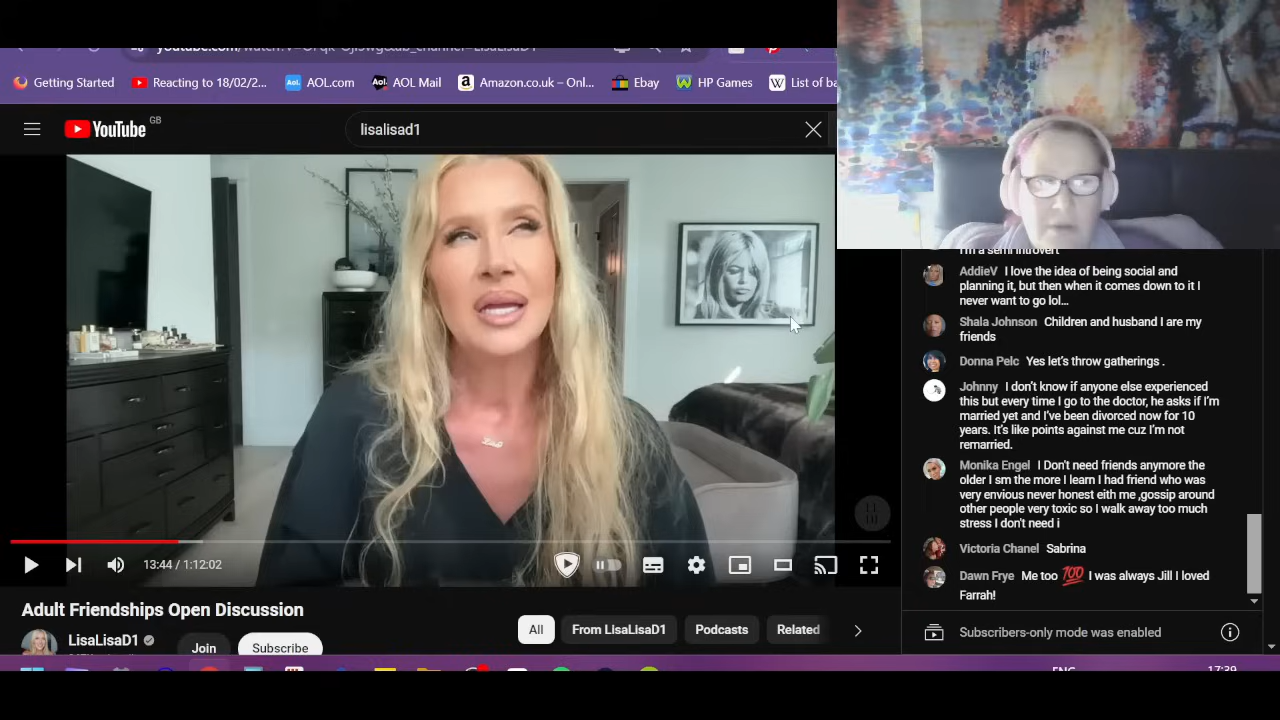 Getting Started
Reacting to 18/02/2...
AOL.com
AOL Mail
Amazon.co.uk – Onl...
Ebay
HP Games
List of ba
YouTube GB
lisalisad1
I'm a semi introvert
AddieV I love the idea of being social and
planning it, but then when it comes down to it I
never want to go lol...
Shala Johnson Children and husband I are my
friends
Donna Pelc Yes let's throw gatherings .
Johnny I don't know if anyone else experienced
this but every time I go to the doctor, he asks if I'm
married yet and I've been divorced now for 10
years. It's like points against me cuz I'm not
remarried.
Monika Engel I Don't need friends anymore the
older I sm the more I learn I had friend who was
very envious never honest eith me ,gossip around
other people very toxic so I walk away too much
stress I don't need i
Victoria Chanel Sabrina
Dawn Frye Me too 💯 I was always Jill I loved
Farrah!
13:44 / 1:12:02
Adult Friendships Open Discussion
LisaLisaD1
Join
Subscribe
All
From LisaLisaD1
Podcasts
Related
Subscribers-only mode was enabled
ENG
17:39